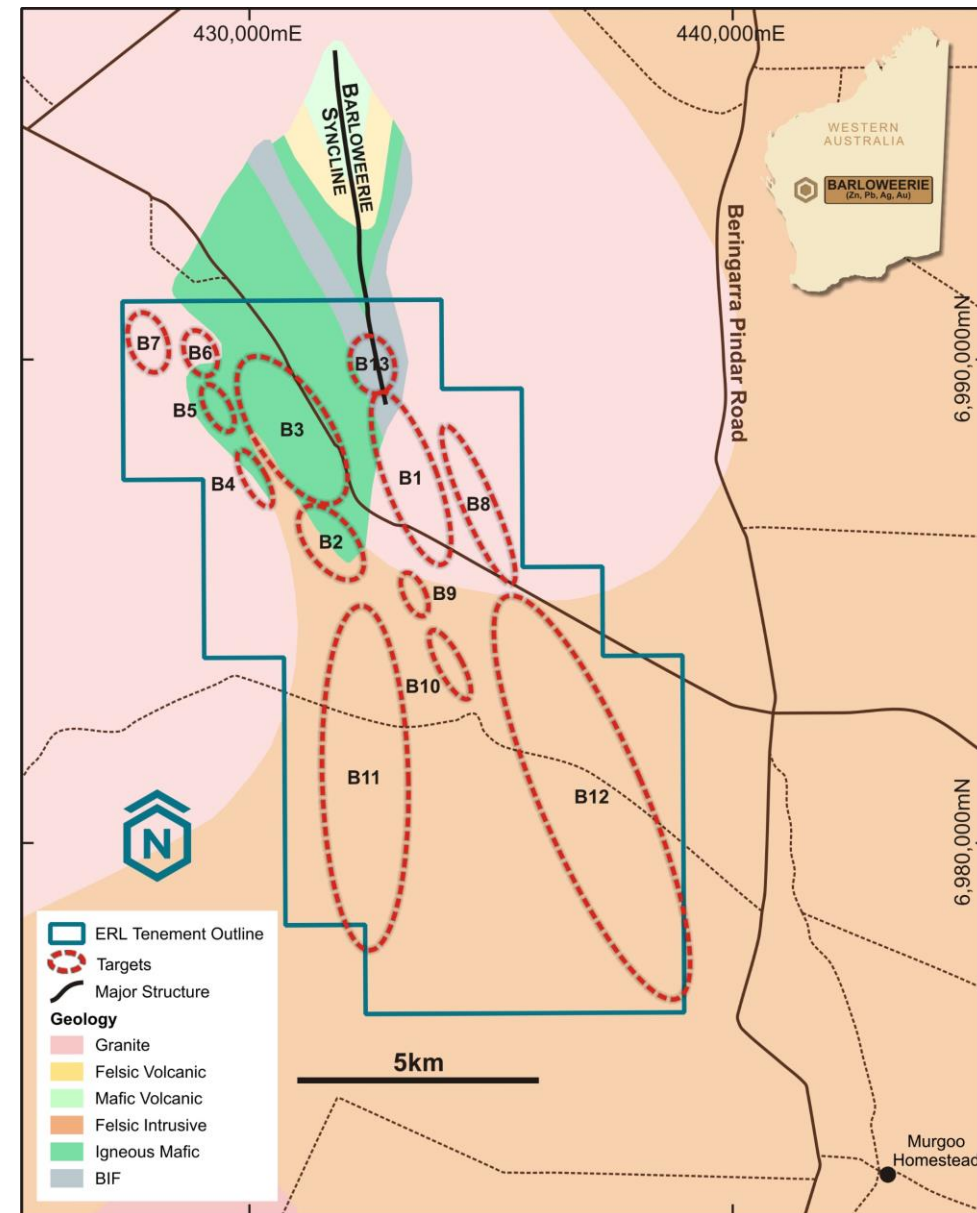 430,000mE
440,000mE
BARLOWEERIE
SYNCLINE
WESTERN
AUSTRALIA
BARLOWEERIE
(Zn, Pb, Ag, Au)
Beringarra Pindar Road
6,990,000mN
B7
B6
B13
B5
B3
B4
B1
B8
B2
B9
B10
B11
B12
6,980,000mN
N
ERL Tenement Outline
Targets
Major Structure
Geology
Granite
Felsic Volcanic
Mafic Volcanic
Felsic Intrusive
Igneous Mafic
BIF
5km
Murgoo
Homestead